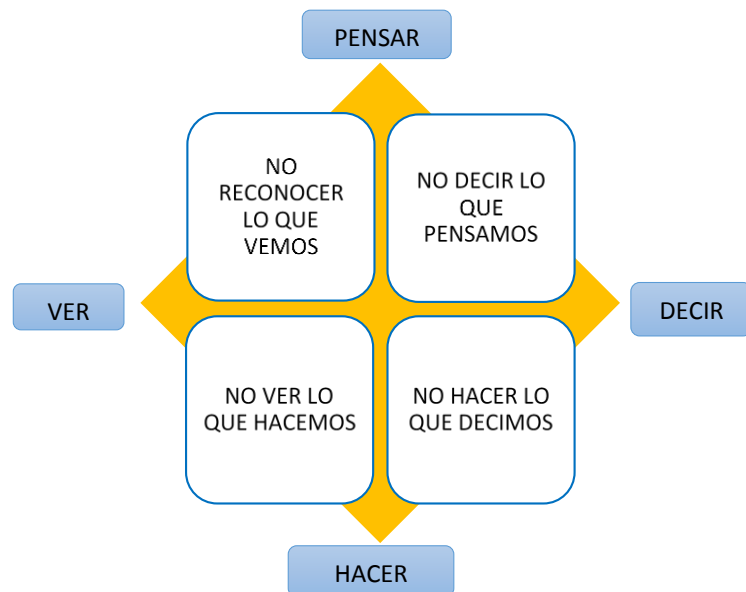 PENSAR
NO
RECONOCER
LO QUE
VEMOS
NO DECIR LO
QUE
PENSAMOS
VER
DECIR
NO VER LO
QUE HACEMOS
NO HACER LO
QUE DECIMOS
HACER